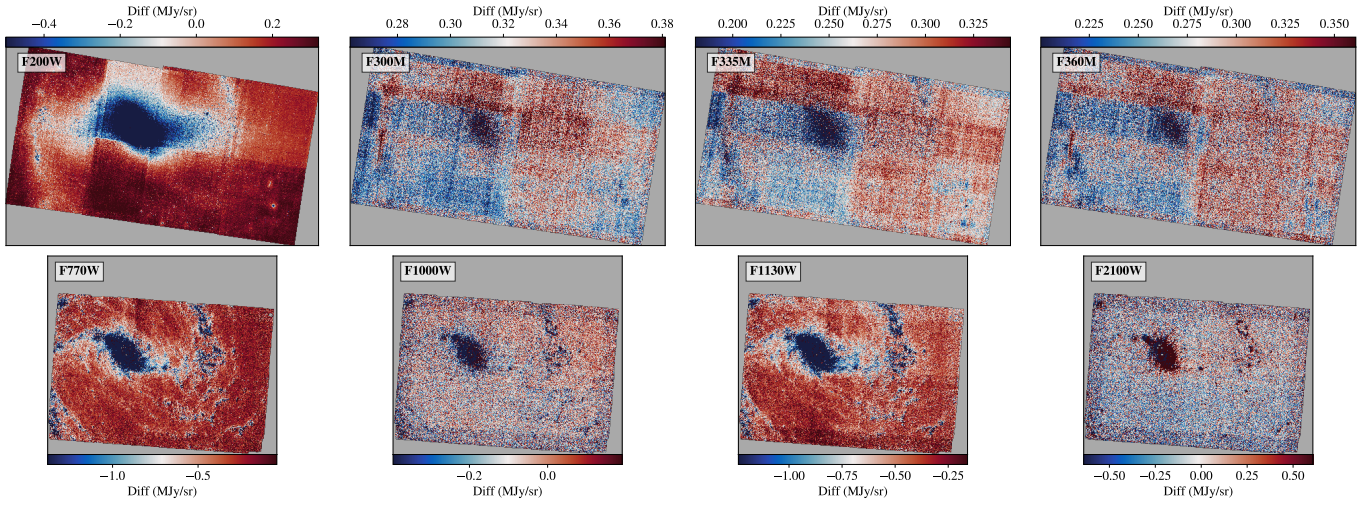 Diff (MJy/sr) Diff (MJy/sr) Diff (MJy/sr) Diff (MJy/sr)
−0.4 −0.2 0.0 0.2 0.28 0.30 0.32 0.34 0.36 0.38 0.200 0.225 0.250 0.275 0.300 0.325 0.225 0.250 0.275 0.300 0.325 0.350
F200W F300M F335M F360M
F770W F1000W F1130W F2100W
−1.0 −0.5 −0.2 0.0 −1.00 −0.75 −0.50 −0.25 −0.50 −0.25 0.00 0.25 0.50
Diff (MJy/sr) Diff (MJy/sr) Diff (MJy/sr) Diff (MJy/sr)